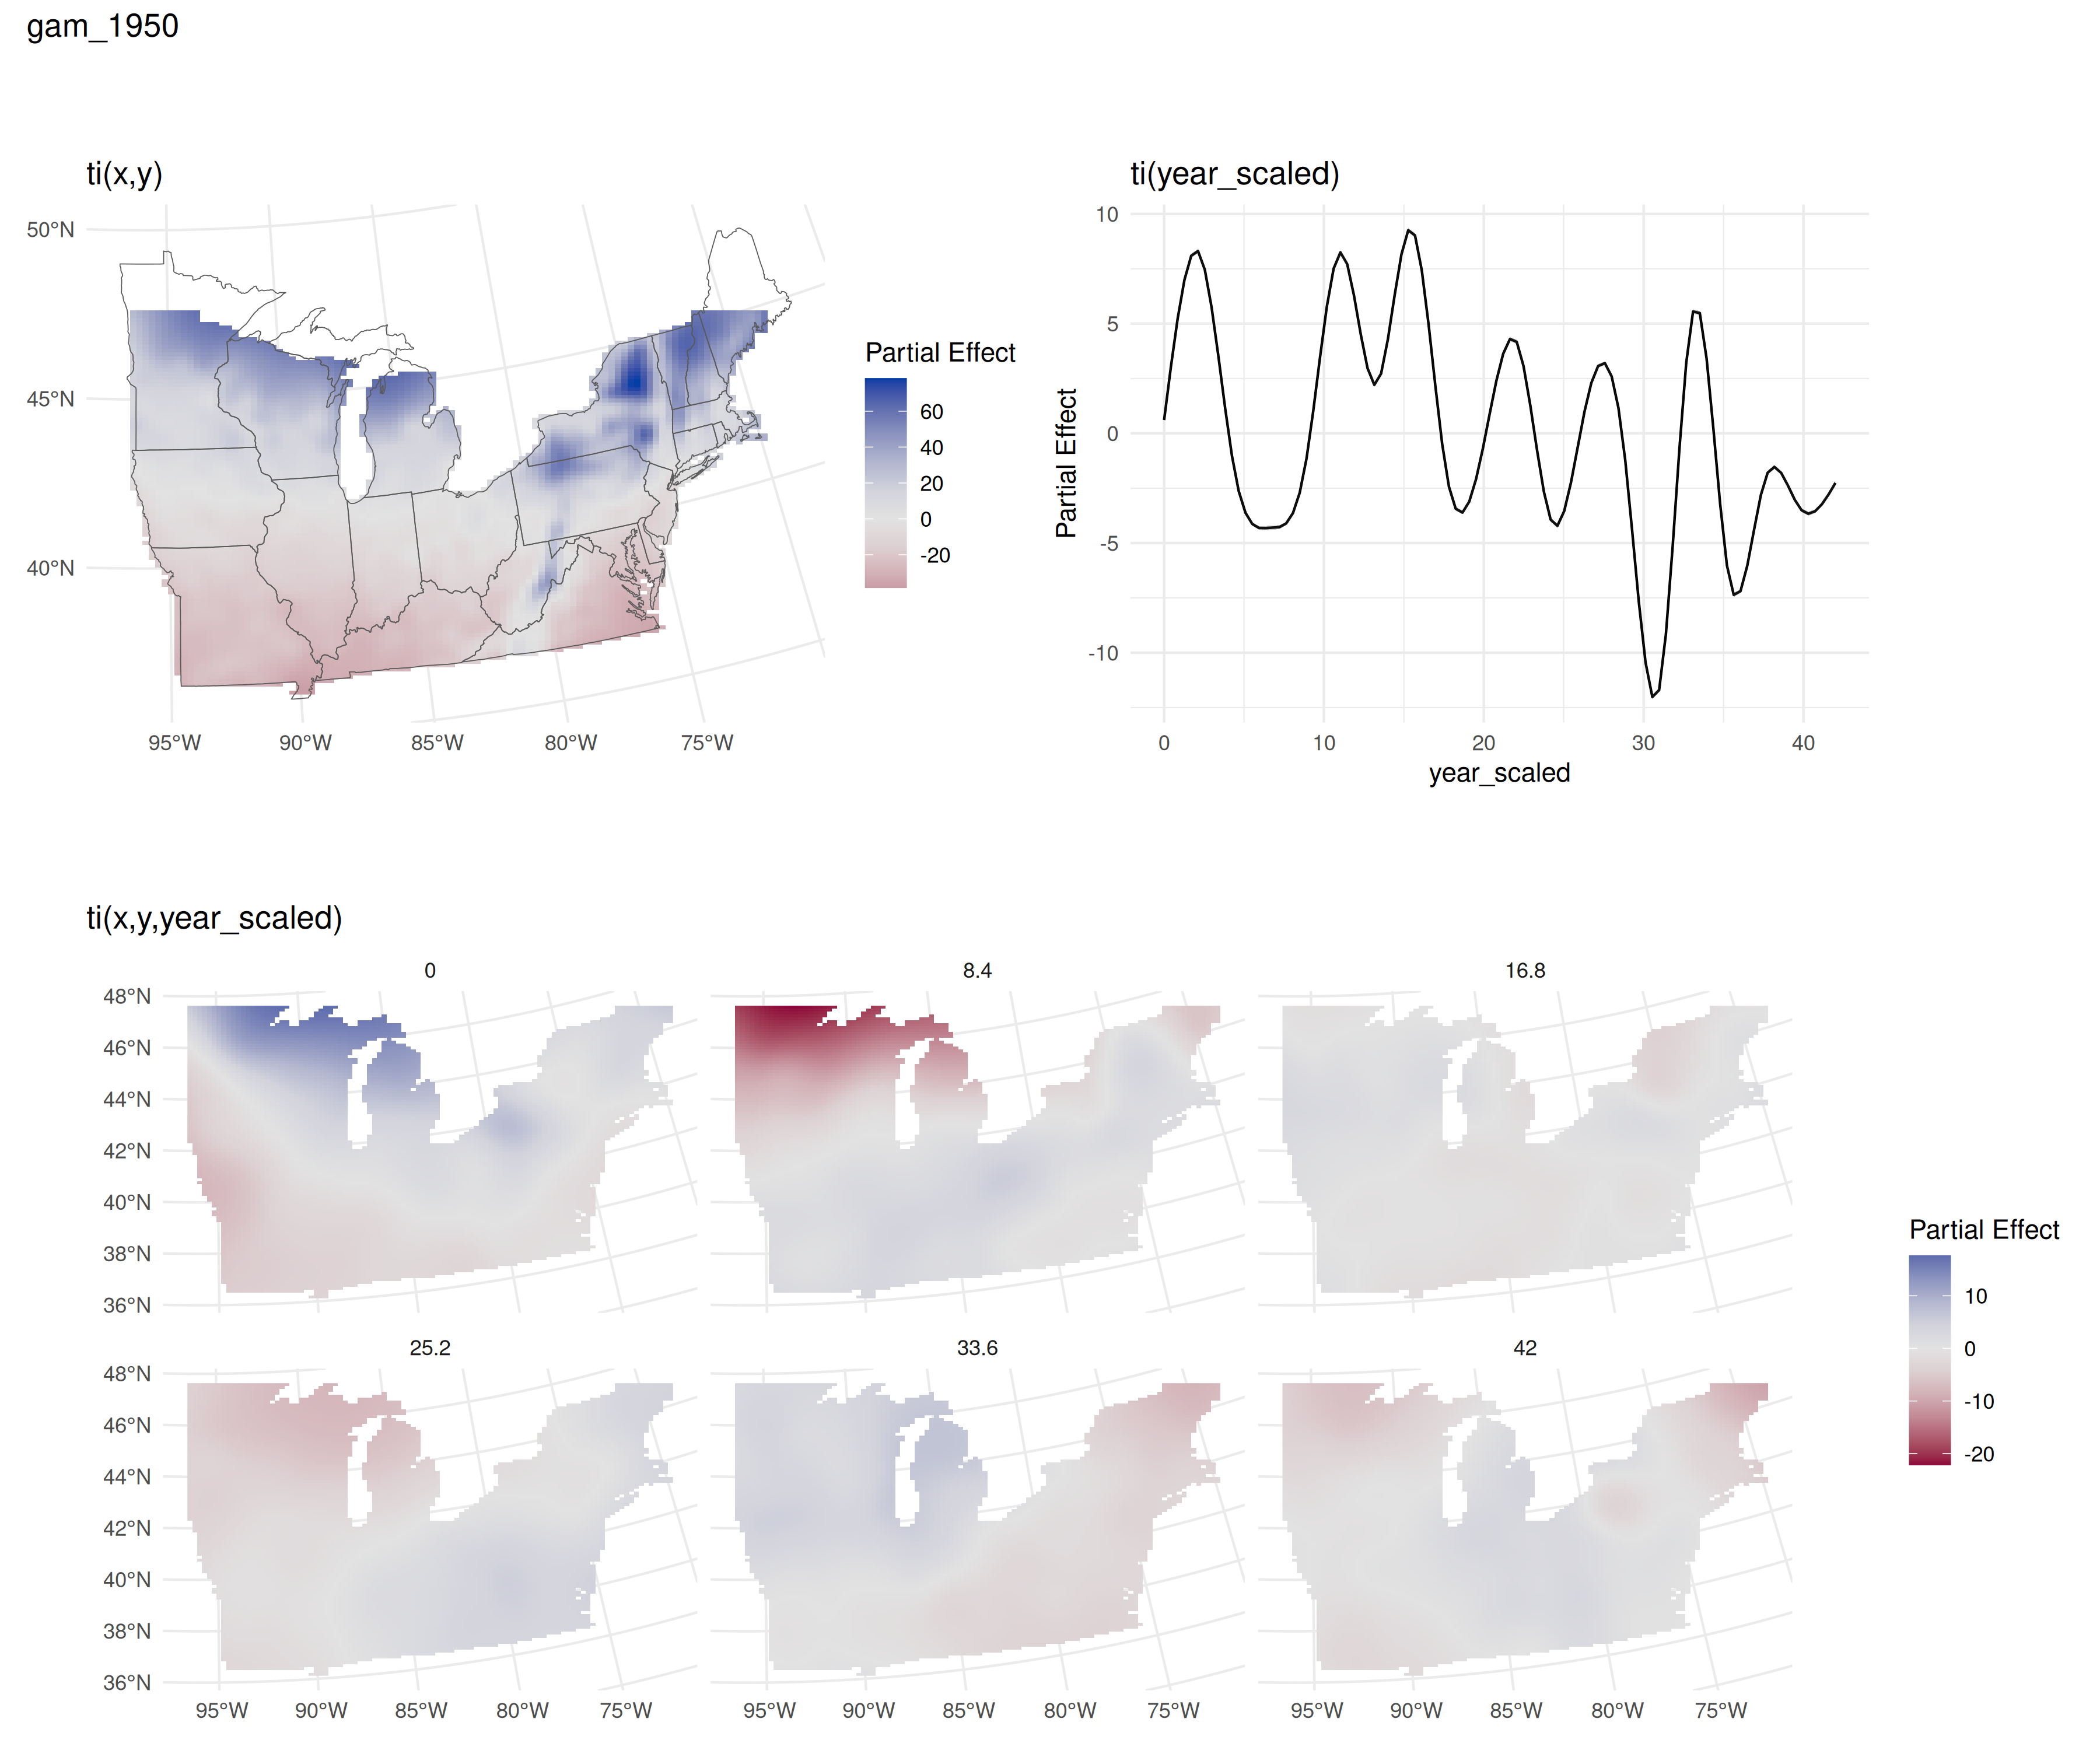 gam_1950
ti(x,y)
50°N
45°N
40°N
95°W 90°W 85°W 80°W 75°W
Partial Effect
60
40
20
0
-20
ti(year_scaled)
Partial Effect
10
5
0
-5
-10
0 10 20 30 40
year_scaled
ti(x,y,year_scaled)
0 8.4 16.8
48°N
46°N
44°N
42°N
40°N
38°N
36°N
25.2 33.6 42
48°N
46°N
44°N
42°N
40°N
38°N
36°N
95°W 90°W 85°W 80°W 75°W 95°W 90°W 85°W 80°W 75°W 95°W 90°W 85°W 80°W 75°W
Partial Effect
10
0
-10
-20